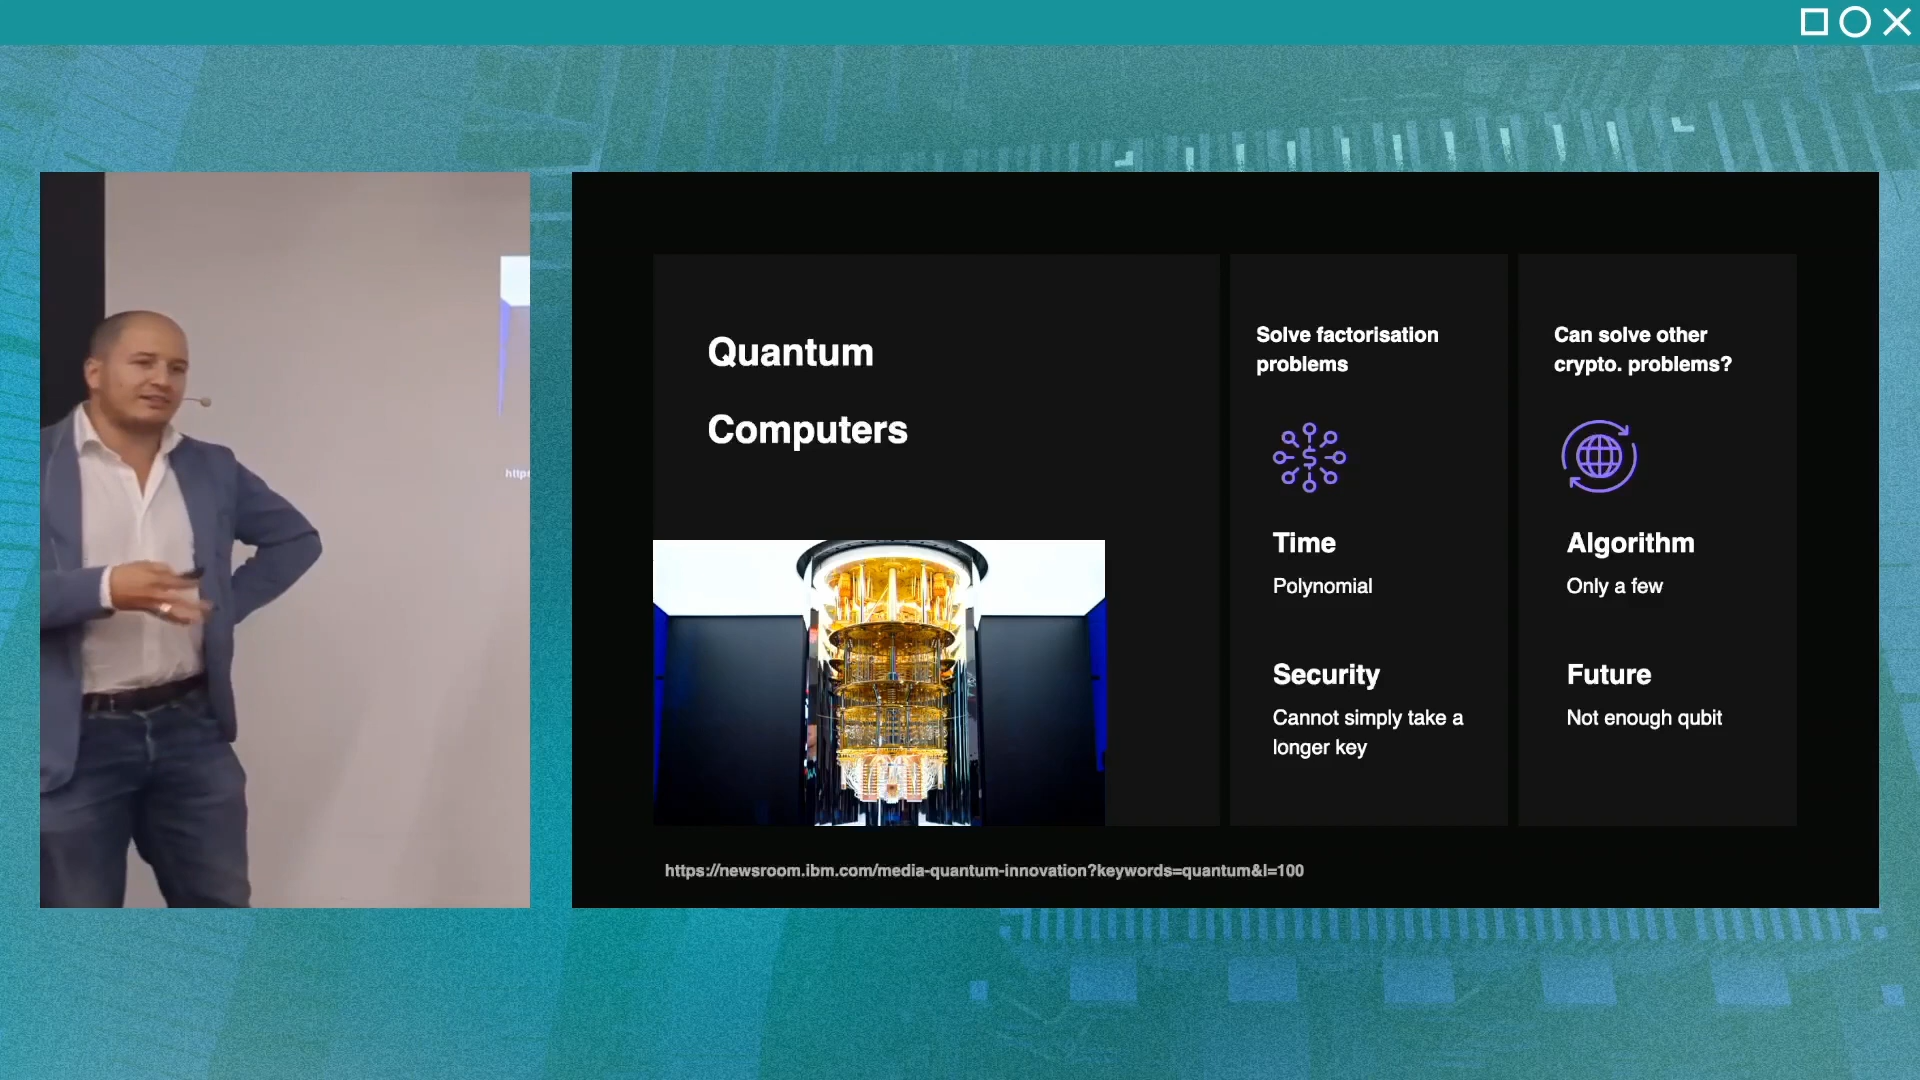 Quantum
Computers
Solve factorisation
problems
Time
Polynomial
Security
Cannot simply take a
longer key
Can solve other
crypto. problems?
Algorithm
Only a few
Future
Not enough qubit
https://newsroom.ibm.com/media-quantum-innovation?keywords=quantum&l=100
http